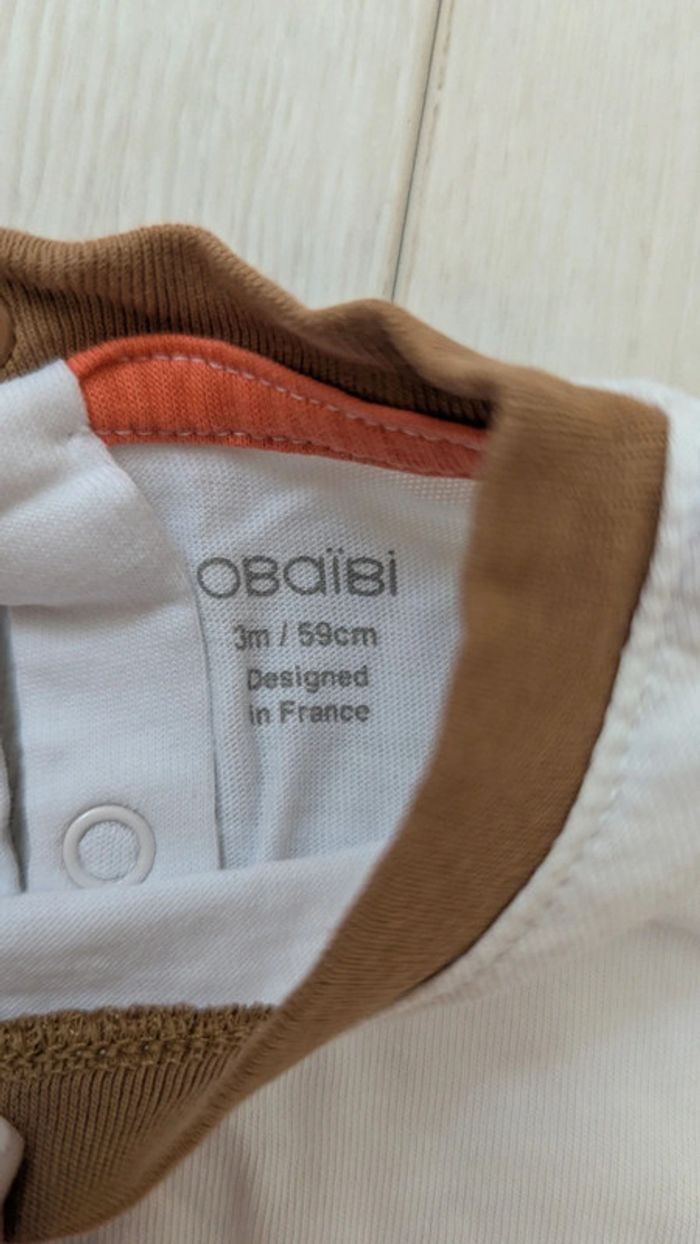 obaïbi
3m / 59cm
Designed
in France